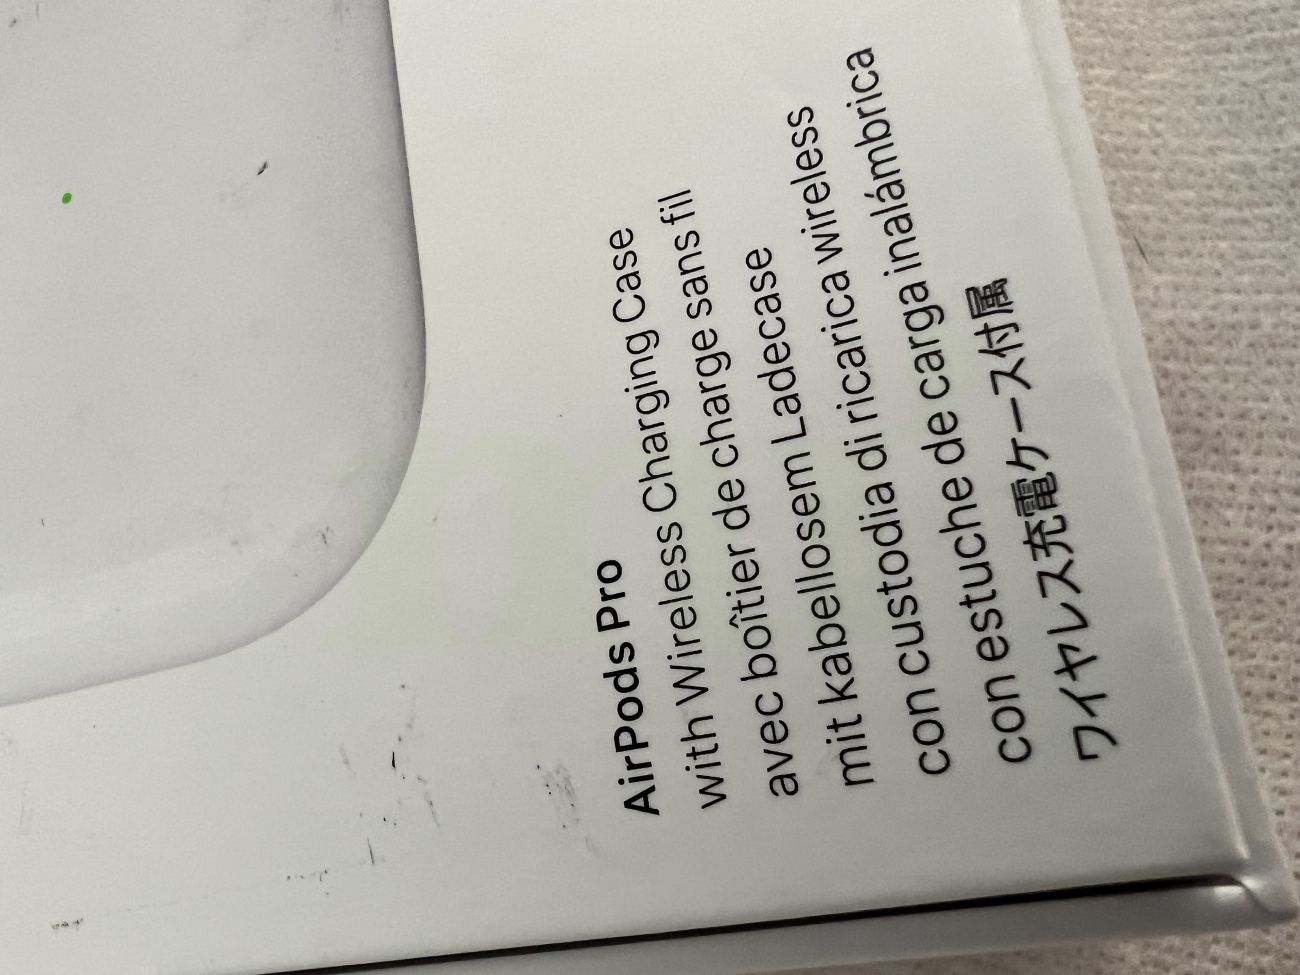 AirPods Pro
with Wireless Charging Case
avec boîtier de charge sans fil
mit kabellosem Ladecase
con custodia di ricarica wireless
con estuche de carga inalámbrica
ワイヤレス充電ケース付属